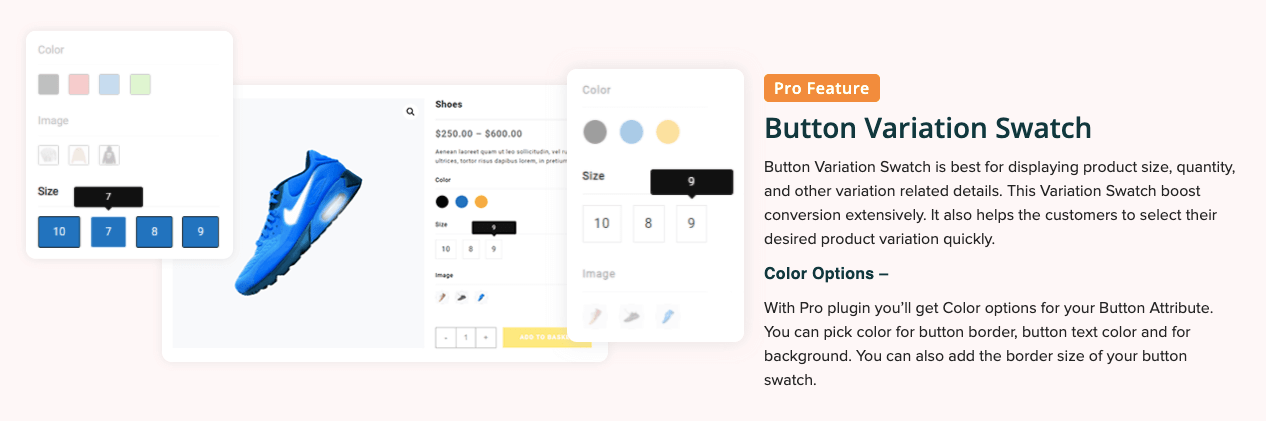 Color
Image
Size
7
10 7 8 9
Shoes
$250.00 – $600.00
Aenean laoreet quam ut leo sollicitudin, vel
ultrices, tortor risus dapibus lorem, in
Color
Size
9
10 8 9
Image
- 1 +
ADD TO
Color
Size
9
10 8 9
Image
Pro Feature
Button Variation Swatch
Button Variation Swatch is best for displaying product size, quantity,
and other variation related details. This Variation Swatch boost
conversion extensively. It also helps the customers to select their
desired product variation quickly.
Color Options –
With Pro plugin you’ll get Color options for your Button Attribute.
You can pick color for button border, button text color and for
background. You can also add the border size of your button
swatch.